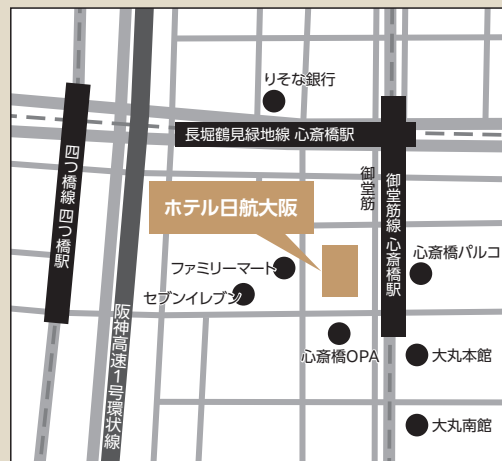 りそな銀行
長堀鶴見緑地線 心斎橋駅
四つ橋線 四つ橋駅
御堂筋
御堂筋線 心斎橋駅
ホテル日航大阪
心斎橋パルコ
ファミリーマート
セブンイレブン
阪神高速1号環状線
心斎橋OPA
大丸本館
大丸南館